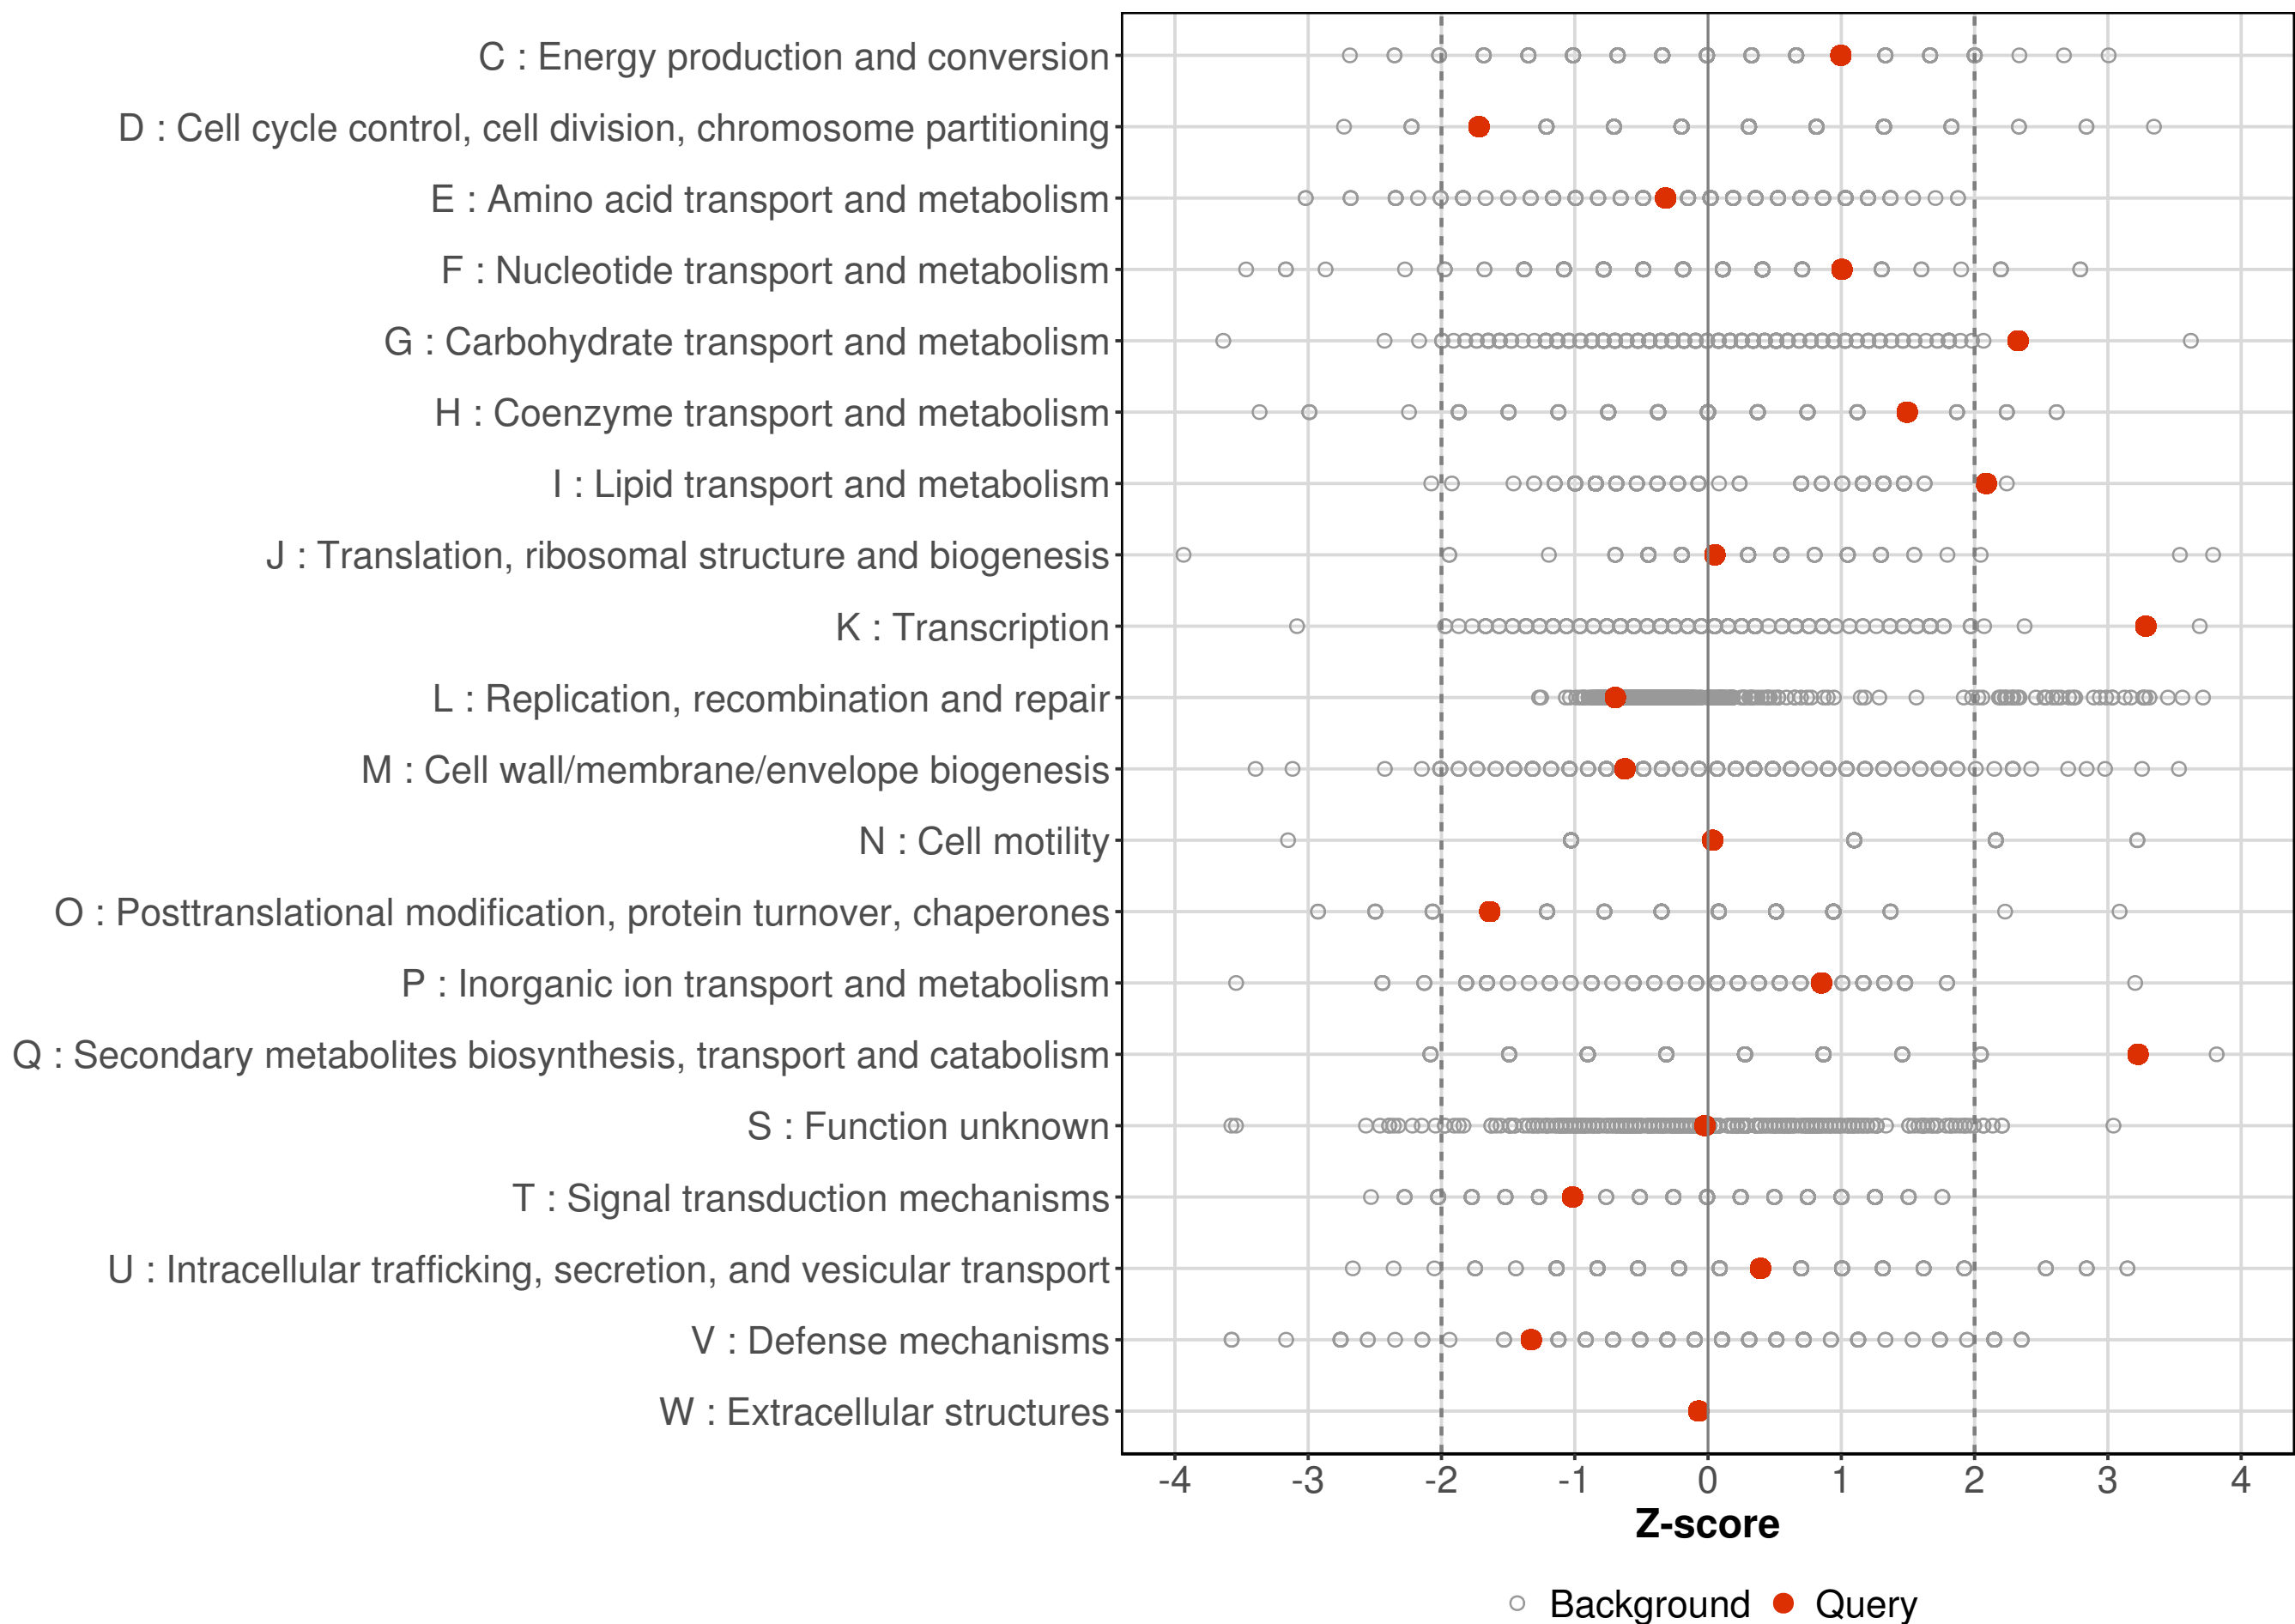 C : Energy production and conversion
D : Cell cycle control, cell division, chromosome partitioning
E : Amino acid transport and metabolism
F : Nucleotide transport and metabolism
G : Carbohydrate transport and metabolism
H : Coenzyme transport and metabolism
I : Lipid transport and metabolism
J : Translation, ribosomal structure and biogenesis
K : Transcription
L : Replication, recombination and repair
M : Cell wall/membrane/envelope biogenesis
N : Cell motility
O : Posttranslational modification, protein turnover, chaperones
P : Inorganic ion transport and metabolism
Q : Secondary metabolites biosynthesis, transport and catabolism
S : Function unknown
T : Signal transduction mechanisms
U : Intracellular trafficking, secretion, and vesicular transport
V : Defense mechanisms
W : Extracellular structures
-4 -3 -2 -1 0 1 2 3 4
Z-score
Background Query